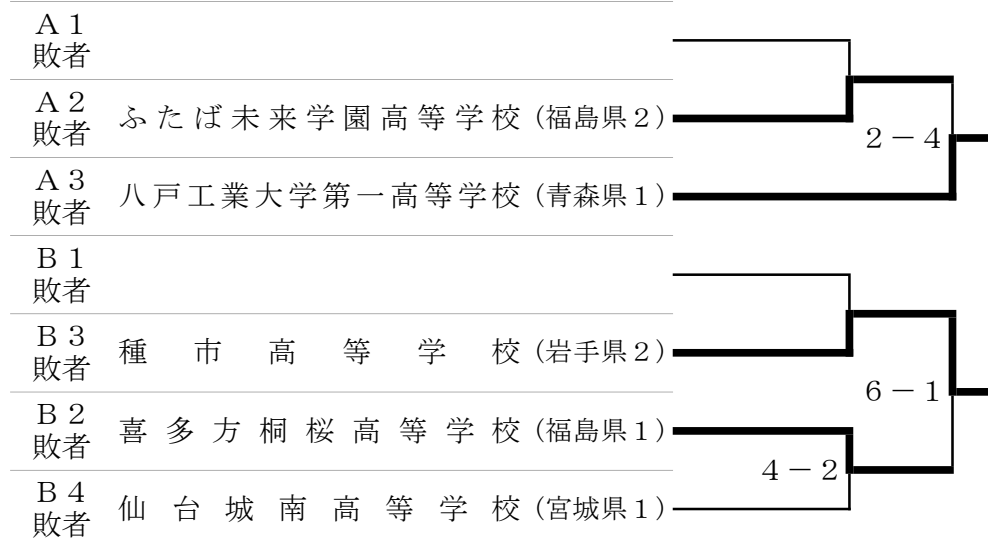 A１
敗者
A２
敗者 ふたば未来学園高等学校 (福島県２)
２－４
A３
敗者 八戸工業大学第一高等学校 (青森県１)
B１
敗者
B３
敗者 種市高等学校 (岩手県２)
６－１
B２
敗者 喜多方桐桜高等学校 (福島県１)
４－２
B４
敗者 仙台城南高等学校 (宮城県１)